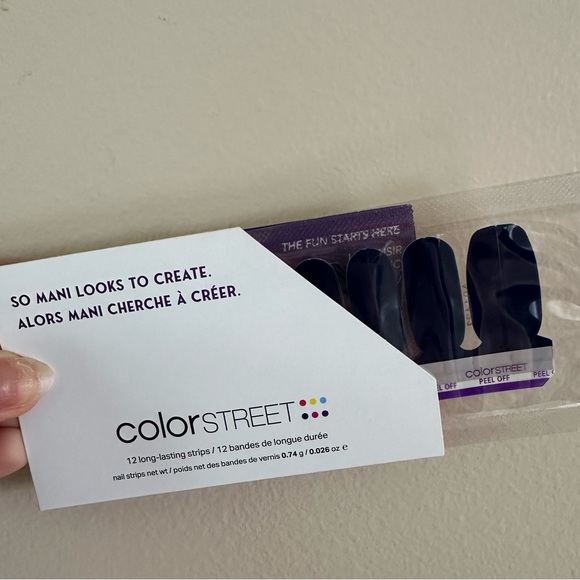 SO MANI LOOKS TO CREATE.
ALORS MANI CHERCHE À CRÉER.
THE FUN STARTS HERE
colorSTREET
12 long-lasting strips / 12 bandes de longue durée
nail strips net wt / poids net des bandes de vernis 0.74 g / 0.026 oz e
colorSTREET
PEEL OFF
PEEL